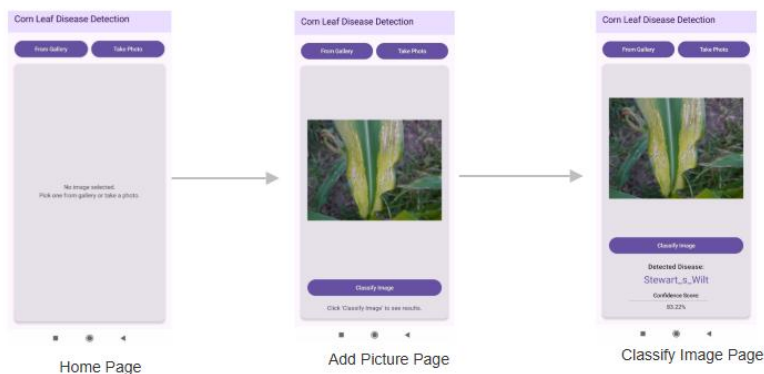 Corn Leaf Disease Detection
From Gallery
Take Photo
No image selected.
Pick one from gallery or take a photo.
Home Page
Corn Leaf Disease Detection
From Gallery
Take Photo
Classify Image
Click 'Classify Image' to see results.
Add Picture Page
Corn Leaf Disease Detection
From Gallery
Take Photo
Classify Image
Detected Disease:
Stewart_s_Wilt
Confidence Score:
93.22%
Classify Image Page